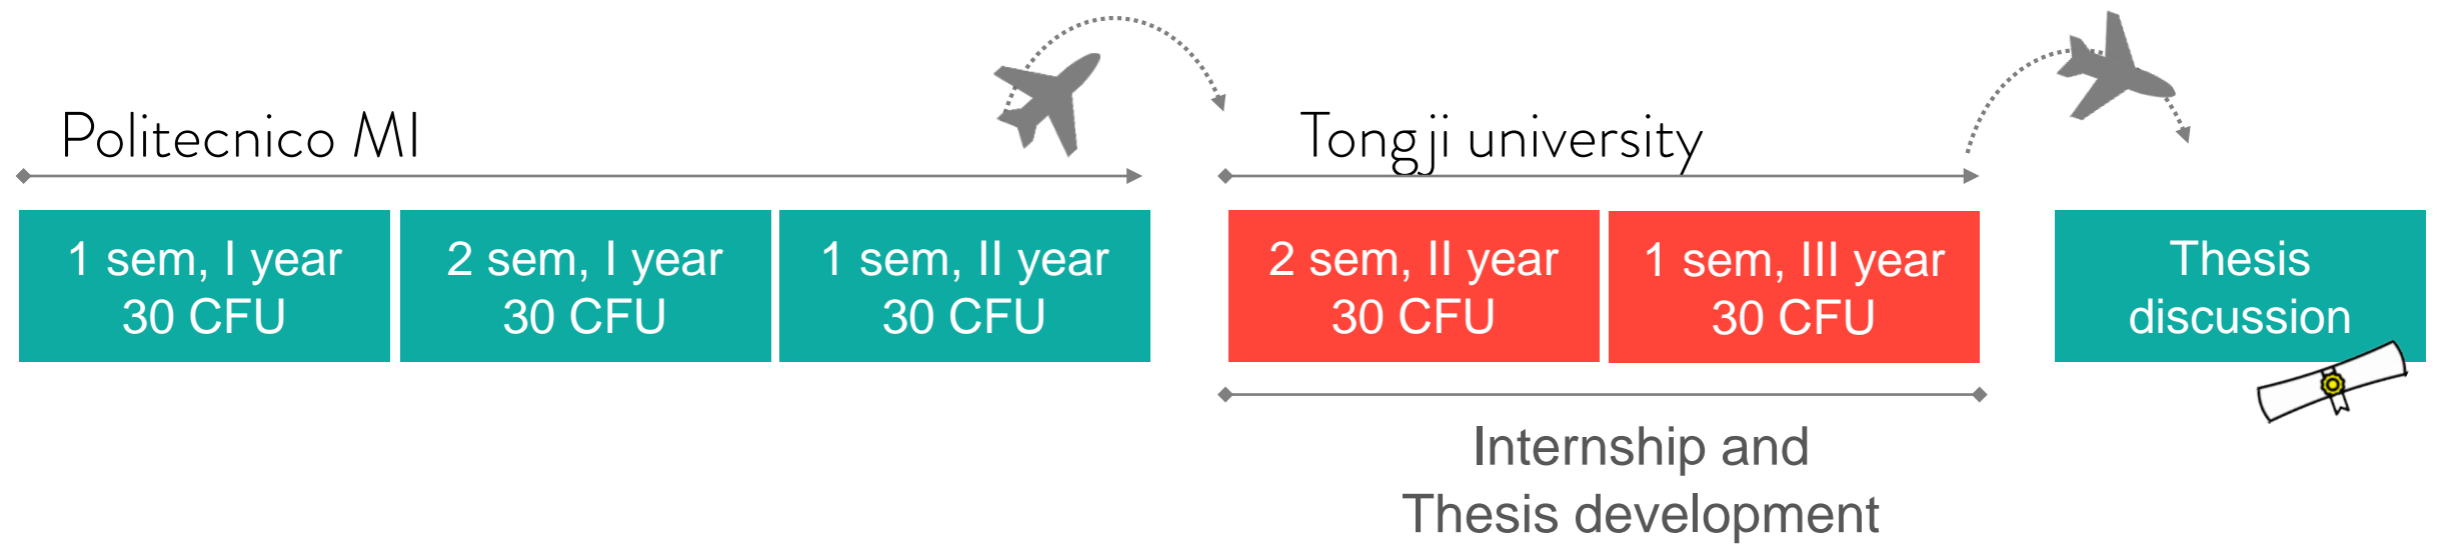 Politecnico MI
Tongji university
1 sem, I year
30 CFU
2 sem, I year
30 CFU
1 sem, II year
30 CFU
2 sem, II year
30 CFU
1 sem, III year
30 CFU
Thesis
discussion
Internship and
Thesis development